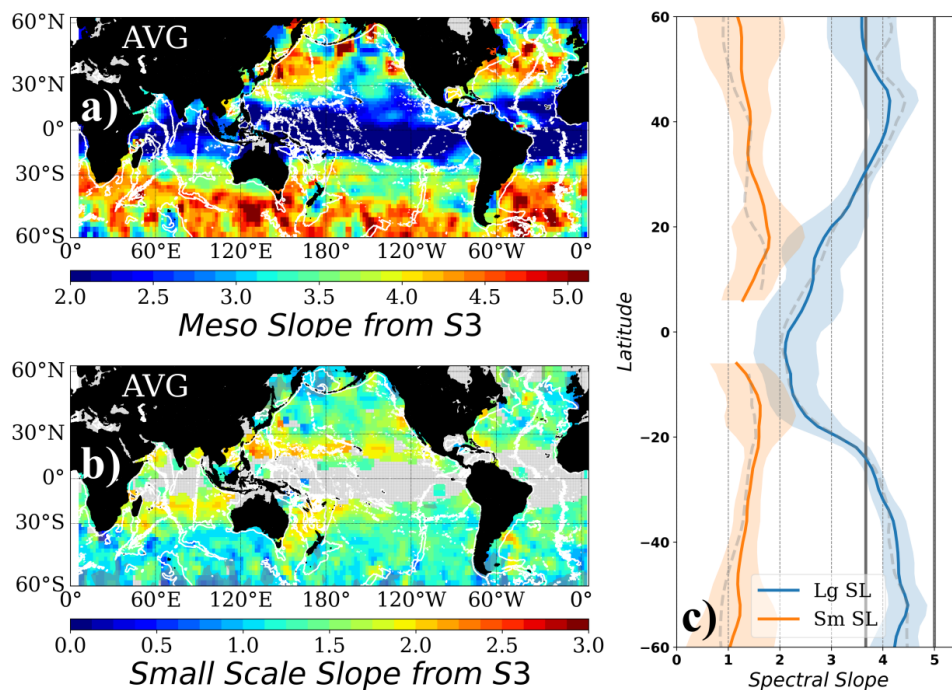 AVG
a)
60°N
30°N
0°
30°S
60°S
0° 60°E 120°E 180° 120°W 60°W 0°
2.0 2.5 3.0 3.5 4.0 4.5 5.0
Meso Slope from S3
AVG
b)
60°N
30°N
0°
30°S
60°S
0° 60°E 120°E 180° 120°W 60°W 0°
0.0 0.5 1.0 1.5 2.0 2.5 3.0
Small Scale Slope from S3
60
40
20
0
−20
−40
−60
Latitude
Lg SL
Sm SL
c)
0 1 2 3 4 5
Spectral Slope